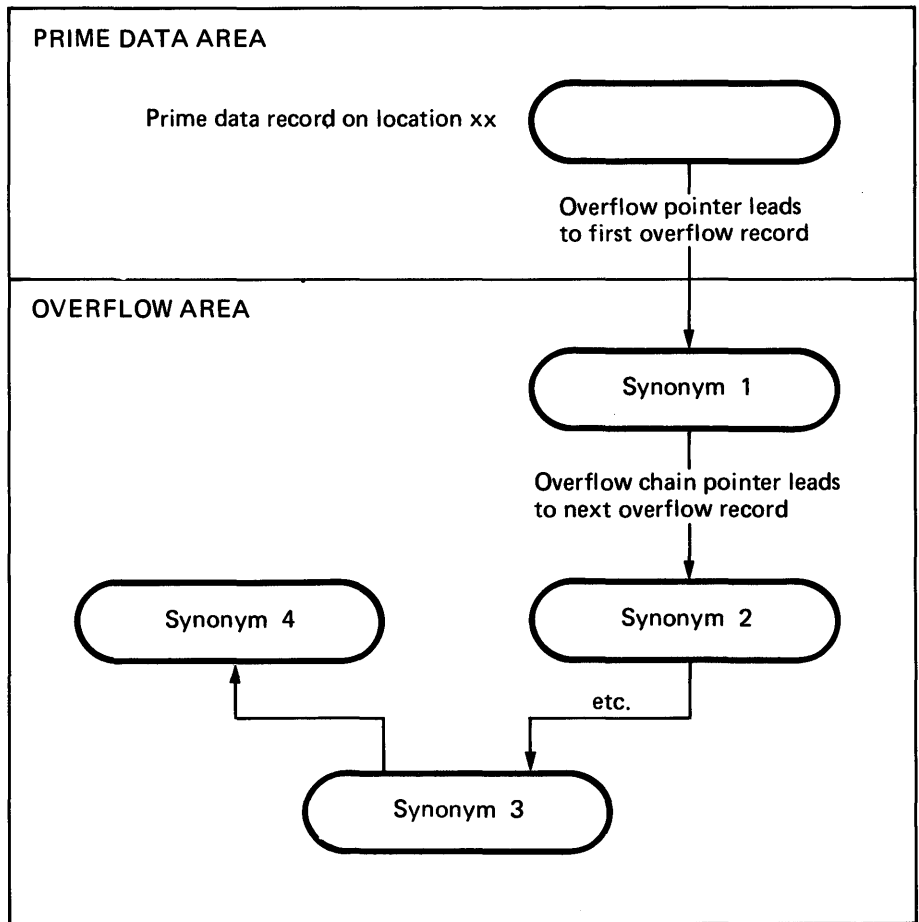 PRIME DATA AREA
Prime data record on location xx
Overflow pointer leads
to first overflow record
OVERFLOW AREA
Synonym 1
Overflow chain pointer leads
to next overflow record
Synonym 4
Synonym 2
etc.
Synonym 3